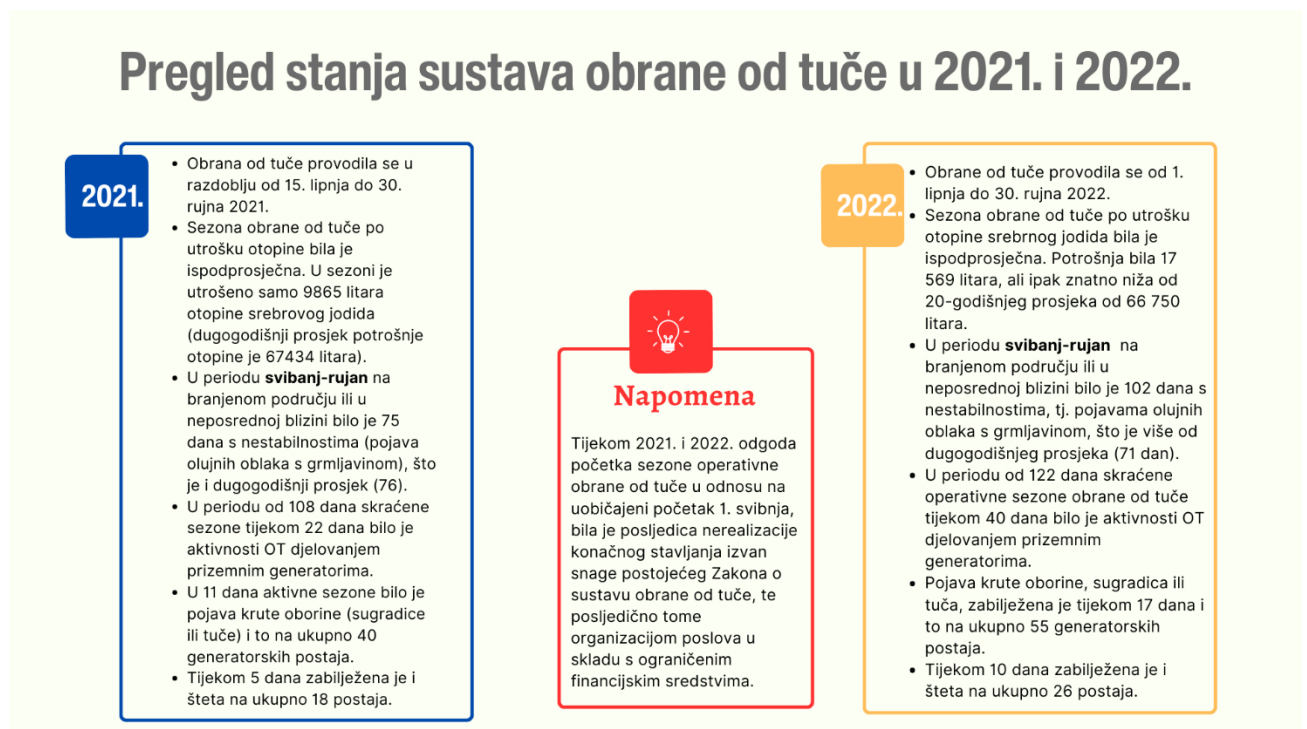 Pregled stanja sustava obrane od tuče u 2021. i 2022.
2021.
• Obrana od tuče provodila se u
razdoblju od 15. lipnja do 30.
rujna 2021.
• Sezona obrane od tuče po
utrošku otopine bila je
ispodprosječna. U sezoni je
utrošeno samo 9865 litara
otopine srebrovog jodida
(dugogodišnji prosjek potrošnje
otopine je 67434 litara).
• U periodu svibanj-rujan na
branjenom području ili u
neposrednoj blizini bilo je 75
dana s nestabilnostima (pojava
olujnih oblaka s grmljavinom), što
je i dugogodišnji prosjek (76).
• U periodu od 108 dana skraćene
sezone tijekom 22 dana bilo je
aktivnosti OT djelovanjem
prizemnim generatorima.
• U 11 dana aktivne sezone bilo je
pojava krute oborine (sugradice
ili tuče) i to na ukupno 40
generatorskih postaja.
• Tijekom 5 dana zabilježena je i
šteta na ukupno 18 postaja.
Napomena
Tijekom 2021. i 2022. odgoda
početka sezone operativne
obrane od tuče u odnosu na
uobičajeni početak 1. svibnja,
bila je posljedica nerealizacije
konačnog stavljanja izvan
snage postojećeg Zakona o
sustavu obrane od tuče, te
posljedično tome
organizacijom poslova u
skladu s ograničenim
financijskim sredstvima.
2022.
• Obrane od tuče provodila se od 1.
lipnja do 30. rujna 2022.
• Sezona obrane od tuče po utrošku
otopine srebrnog jodida bila je
ispodprosječna. Potrošnja bila 17
569 litara, ali ipak znatno niža od
20-godišnjeg prosjeka od 66 750
litara.
• U periodu svibanj-rujan na
branjenom području ili u
neposrednoj blizini bilo je 102 dana s
nestabilnostima, tj. pojavama olujnih
oblaka s grmljavinom, što je više od
dugogodišnjeg prosjeka (71 dan).
• U periodu od 122 dana skraćene
operativne sezone obrane od tuče
tijekom 40 dana bilo je aktivnosti OT
djelovanjem prizemnim
generatorima.
• Pojava krute oborine, sugradica ili
tuča, zabilježena je tijekom 17 dana i
to na ukupno 55 generatorskih
postaja.
• Tijekom 10 dana zabilježena je i
šteta na ukupno 26 postaja.